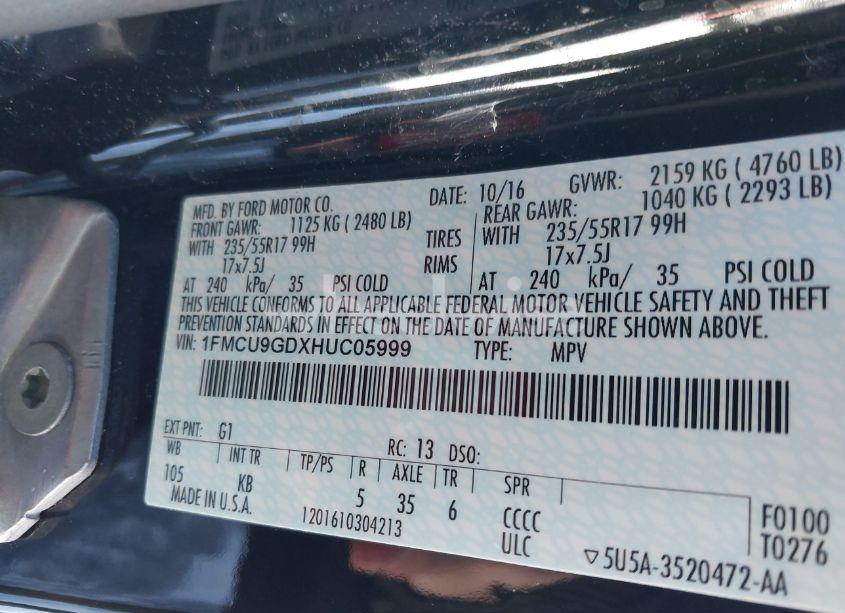 MFD. BY FORD MOTOR CO. DATE: 10/16 GVWR: 2159 KG ( 4760 LB)
FRONT GAWR: 1125 KG ( 2480 LB) REAR GAWR: 1040 KG ( 2293 LB)
WITH 235/55R17 99H TIRES WITH 235/55R17 99H
17x7.5J RIMS 17x7.5J
AT 240 kPa/ 35 PSI COLD AT 240 kPa/ 35 PSI COLD
THIS VEHICLE CONFORMS TO ALL APPLICABLE FEDERAL MOTOR VEHICLE SAFETY AND THEFT
PREVENTION STANDARDS IN EFFECT ON THE DATE OF MANUFACTURE SHOWN ABOVE.
VIN: 1FMCU9GDXHUC05999 TYPE: MPV
EXT PNT: G1 RC: 13 DSO:
WB INT TR TP/PS R AXLE TR SPR
105 KB 5 35 6 CCCC F0100
MADE IN U.S.A. 1201610304213 ULC T0276
▽5U5A-3520472-AA